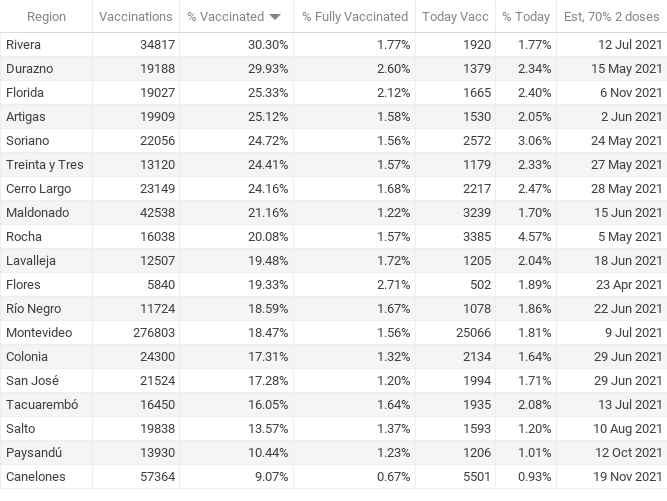 Region Vaccinations % Vaccinated % Fully Vaccinated Today Vacc % Today Est, 70% 2 doses
Rivera 34817 30.30% 1.77% 1920 1.77% 12 Jul 2021
Durazno 19188 29.93% 2.60% 1379 2.34% 15 May 2021
Florida 19027 25.33% 2.12% 1665 2.40% 6 Nov 2021
Artigas 19909 25.12% 1.58% 1530 2.05% 2 Jun 2021
Soriano 22056 24.72% 1.56% 2572 3.06% 24 May 2021
Treinta y Tres 13120 24.41% 1.57% 1179 2.33% 27 May 2021
Cerro Largo 23149 24.16% 1.68% 2217 2.47% 28 May 2021
Maldonado 42538 21.16% 1.22% 3239 1.70% 15 Jun 2021
Rocha 16038 20.08% 1.57% 3385 4.57% 5 May 2021
Lavalleja 12507 19.48% 1.72% 1205 2.04% 18 Jun 2021
Flores 5840 19.33% 2.71% 502 1.89% 23 Apr 2021
Río Negro 11724 18.59% 1.67% 1078 1.86% 22 Jun 2021
Montevideo 276803 18.47% 1.56% 25066 1.81% 9 Jul 2021
Colonia 24300 17.31% 1.32% 2134 1.64% 29 Jun 2021
San José 21524 17.28% 1.20% 1994 1.71% 29 Jun 2021
Tacuarembó 16450 16.05% 1.64% 1935 2.08% 13 Jul 2021
Salto 19838 13.57% 1.37% 1593 1.20% 10 Aug 2021
Paysandú 13930 10.44% 1.23% 1206 1.01% 12 Oct 2021
Canelones 57364 9.07% 0.67% 5501 0.93% 19 Nov 2021